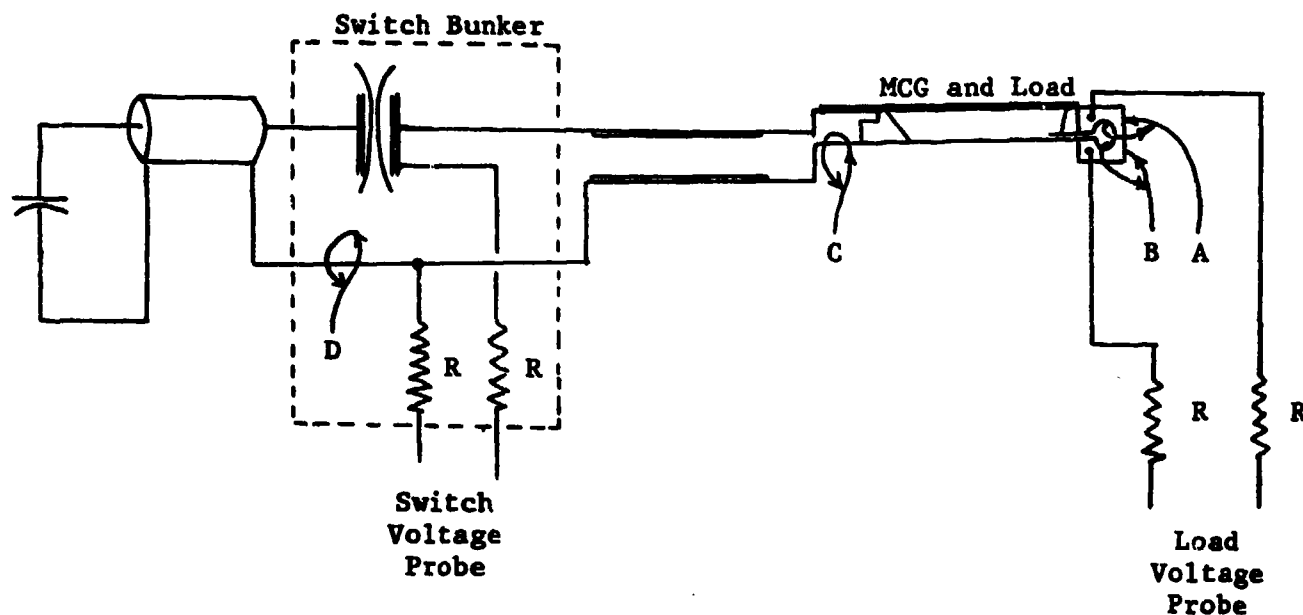 Switch Bunker
MCG and Load
C
B
A
D
R
R
R
R
Switch
Voltage
Probe
Load
Voltage
Probe